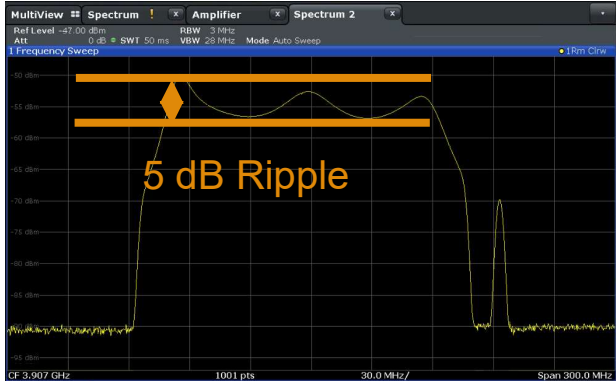 MultiView Spectrum ! x Amplifier x Spectrum 2 x
Ref Level -47.00 dBm RBW 3 MHz
Att 0 dB SWT 50 ms VBW 28 MHz Mode Auto Sweep
1 Frequency Sweep 1Rm Clrw
-50 dBm
-55 dBm
-60 dBm
-65 dBm
5 dB Ripple
-70 dBm
-75 dBm
-80 dBm
-85 dBm
-90 dBm
-95 dBm
CF 3.907 GHz 1001 pts 30.0 MHz/ Span 300.0 MHz